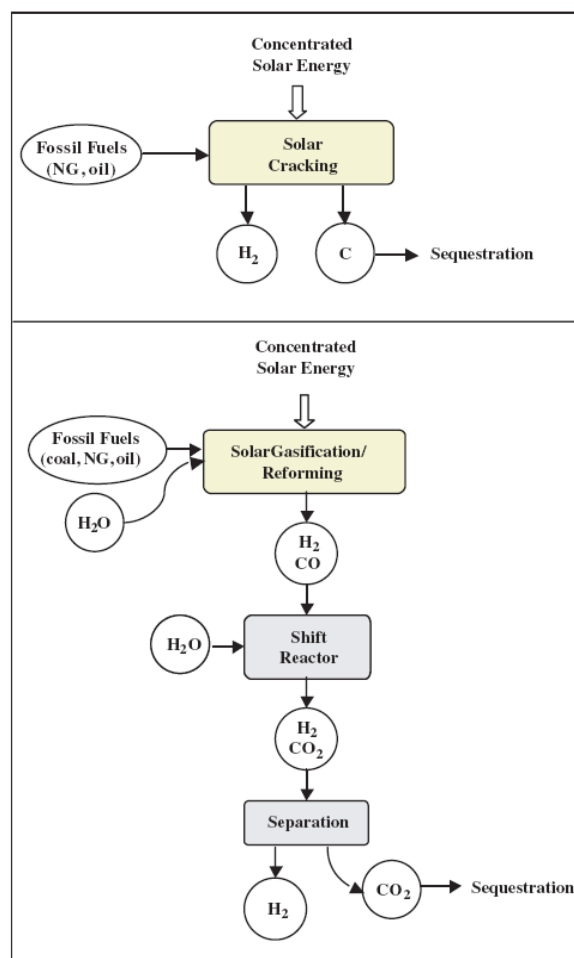 Concentrated
Solar Energy
Fossil Fuels
(NG, oil)
Solar
Cracking
H₂
C
Sequestration
Concentrated
Solar Energy
Fossil Fuels
(coal, NG, oil)
SolarGasification/
Reforming
H₂O
H₂
CO
H₂O
Shift
Reactor
H₂
CO₂
Separation
H₂
CO₂
Sequestration